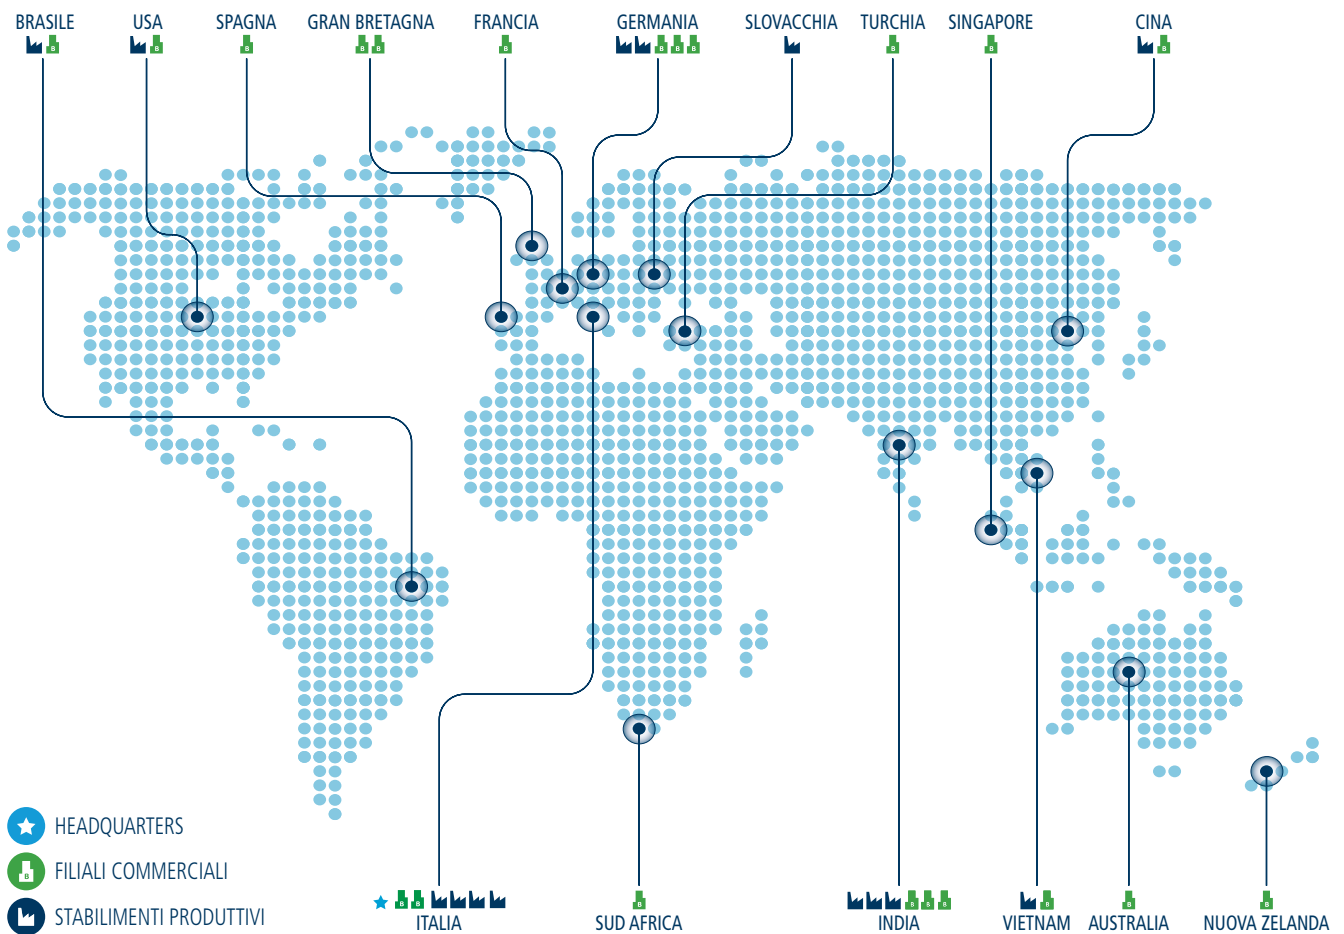 BRASILE
USA
SPAGNA
GRAN BRETAGNA
FRANCIA
GERMANIA
SLOVACCHIA
TURCHIA
SINGAPORE
CINA
B
B
B
B B
B
B B B
B
B
B
HEADQUARTERS
B
FILIALI COMMERCIALI
STABILIMENTI PRODUTTIVI
B B
B
B B B
B
B
B
ITALIA
SUD AFRICA
INDIA
VIETNAM
AUSTRALIA
NUOVA ZELANDA